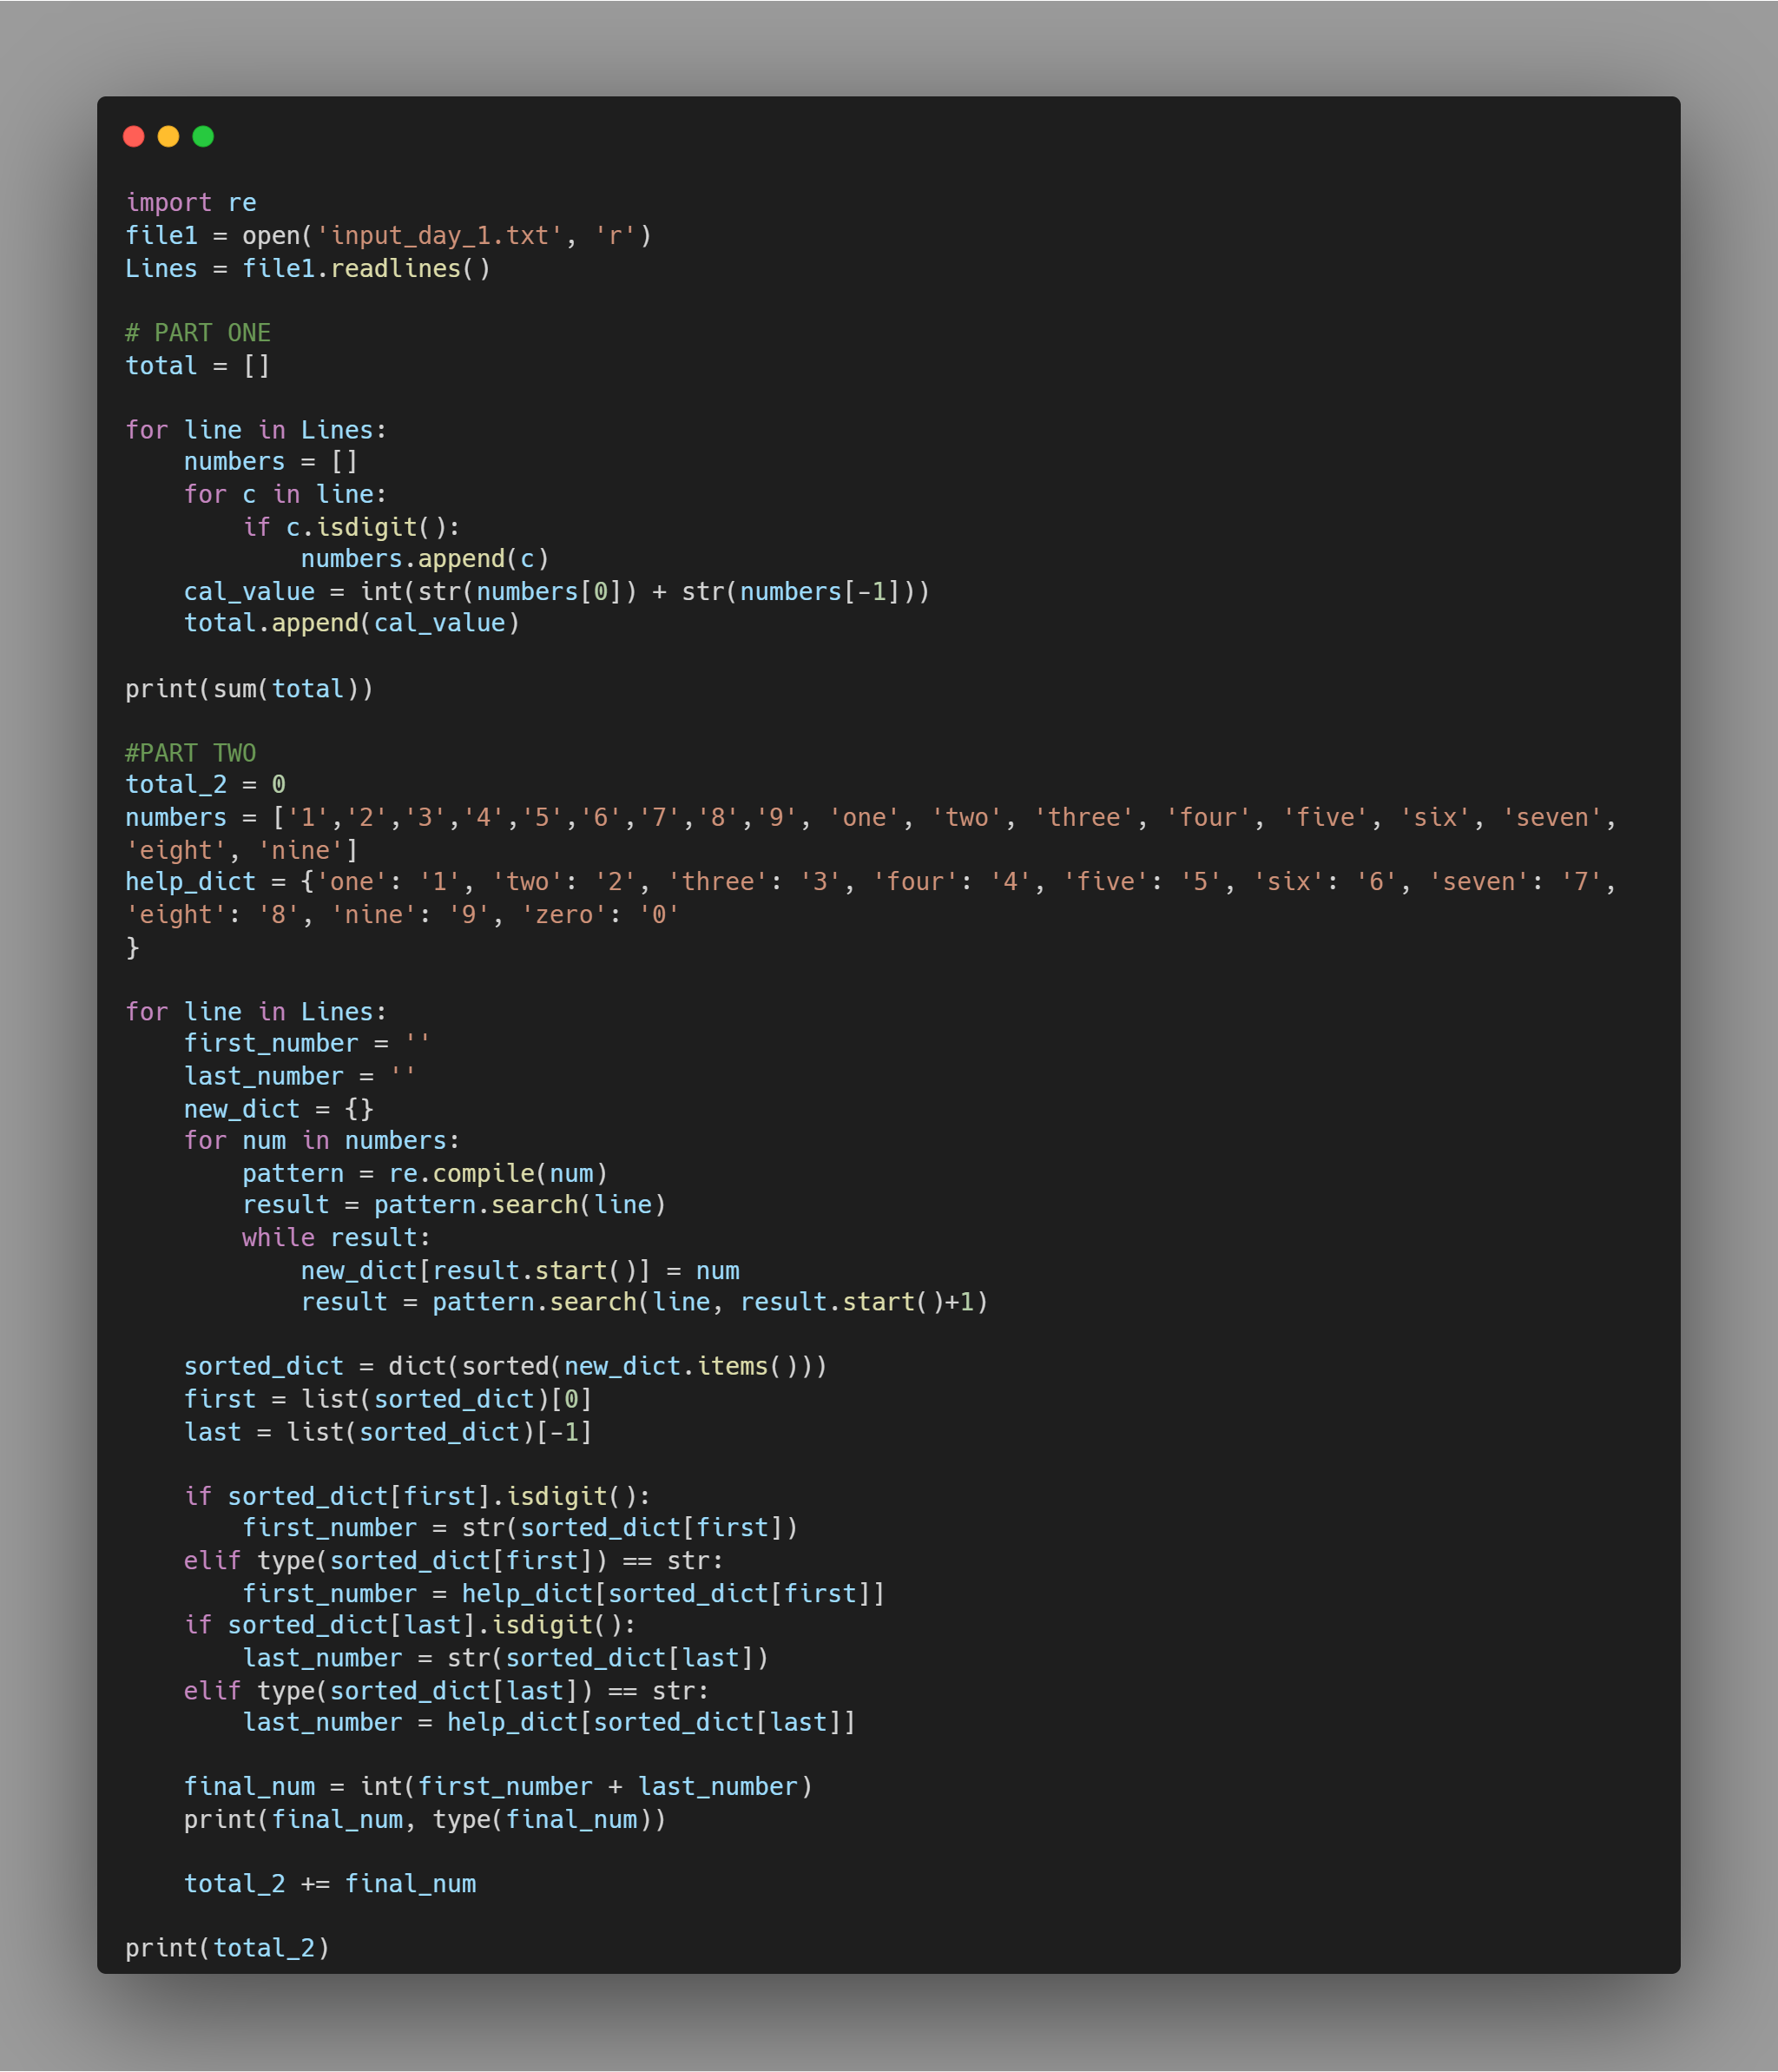 import re
file1 = open('input_day_1.txt', 'r')
Lines = file1.readlines()

# PART ONE
total = []

for line in Lines:
    numbers = []
    for c in line:
        if c.isdigit():
            numbers.append(c)
    cal_value = int(str(numbers[0]) + str(numbers[-1]))
    total.append(cal_value)

print(sum(total))

#PART TWO
total_2 = 0
numbers = ['1','2','3','4','5','6','7','8','9', 'one', 'two', 'three', 'four', 'five', 'six', 'seven',
'eight', 'nine']
help_dict = {'one': '1', 'two': '2', 'three': '3', 'four': '4', 'five': '5', 'six': '6', 'seven': '7',
'eight': '8', 'nine': '9', 'zero': '0'
}

for line in Lines:
    first_number = ''
    last_number = ''
    new_dict = {}
    for num in numbers:
        pattern = re.compile(num)
        result = pattern.search(line)
        while result:
            new_dict[result.start()] = num
            result = pattern.search(line, result.start()+1)

    sorted_dict = dict(sorted(new_dict.items()))
    first = list(sorted_dict)[0]
    last = list(sorted_dict)[-1]

    if sorted_dict[first].isdigit():
        first_number = str(sorted_dict[first])
    elif type(sorted_dict[first]) == str:
        first_number = help_dict[sorted_dict[first]]
    if sorted_dict[last].isdigit():
        last_number = str(sorted_dict[last])
    elif type(sorted_dict[last]) == str:
        last_number = help_dict[sorted_dict[last]]

    final_num = int(first_number + last_number)
    print(final_num, type(final_num))

    total_2 += final_num

print(total_2)